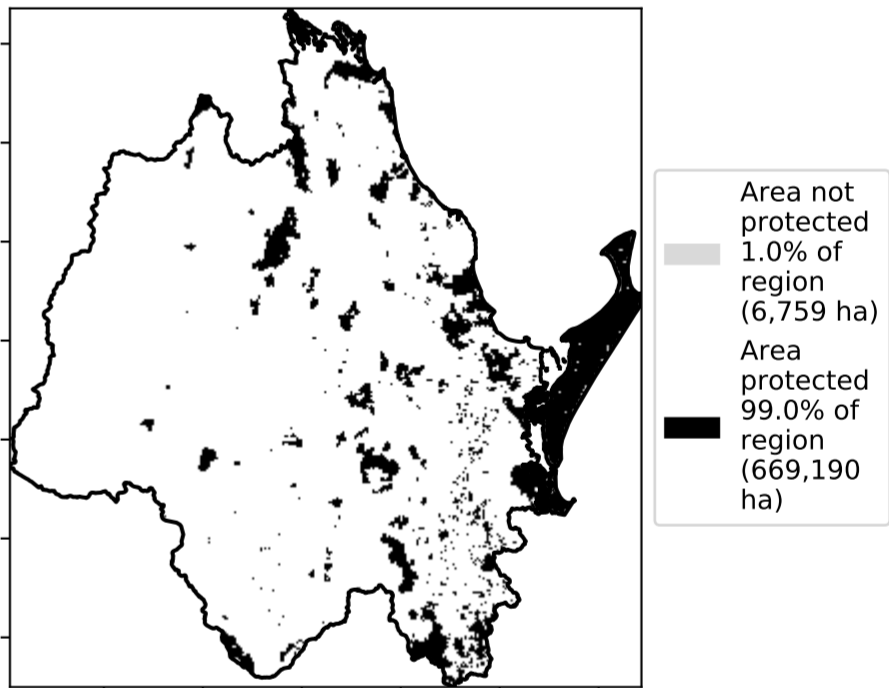 Area not
protected
1.0% of
region
(6,759 ha)
Area
protected
99.0% of
region
(669,190
ha)